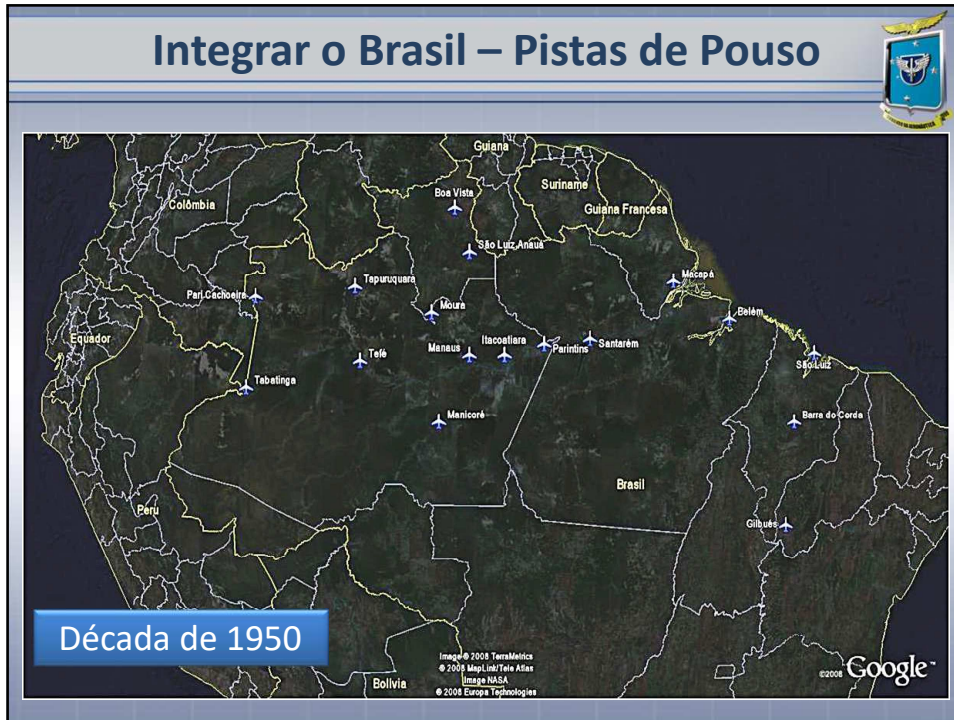 Integrar o Brasil – Pistas de Pouso
Guiana
Suriname
Guiana Francesa
Colômbia
Boa Vista
São Luiz Anauá
Macapá
Tapuruquara
Pari Cachoeira
Moura
Belém
Equador
Itacoatiara
Manaus
Parintins
Santarém
Tefé
São Luiz
Tabatinga
Manicoré
Barra do Corda
Brasil
Peru
Gilbués
Década de 1950
Bolívia
Image © 2008 TerraMetrics
© 2008 MapLink/Tele Atlas
Image NASA
© 2008 Europa Technologies
©2008 Google™